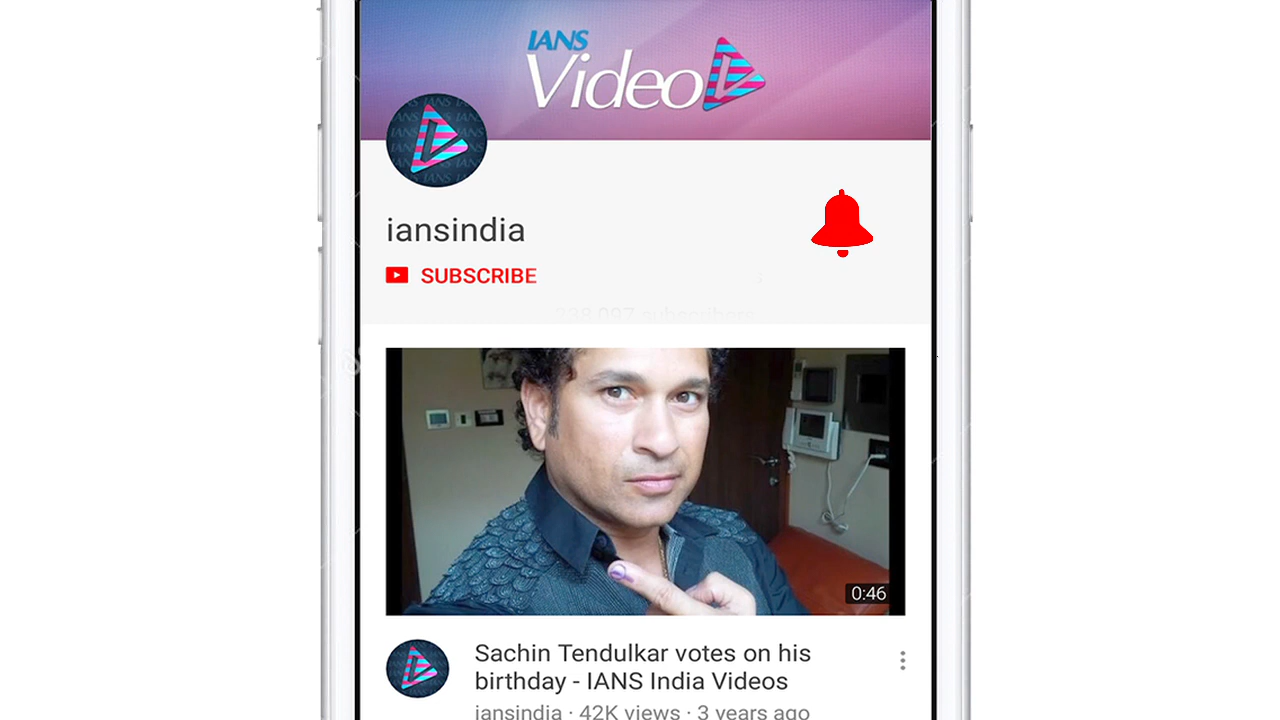 IANS
Video
iansindia
SUBSCRIBE
subscribers
0:46
Sachin Tendulkar votes on his
birthday - IANS India Videos
iansindia · 42K views · 3 years ago